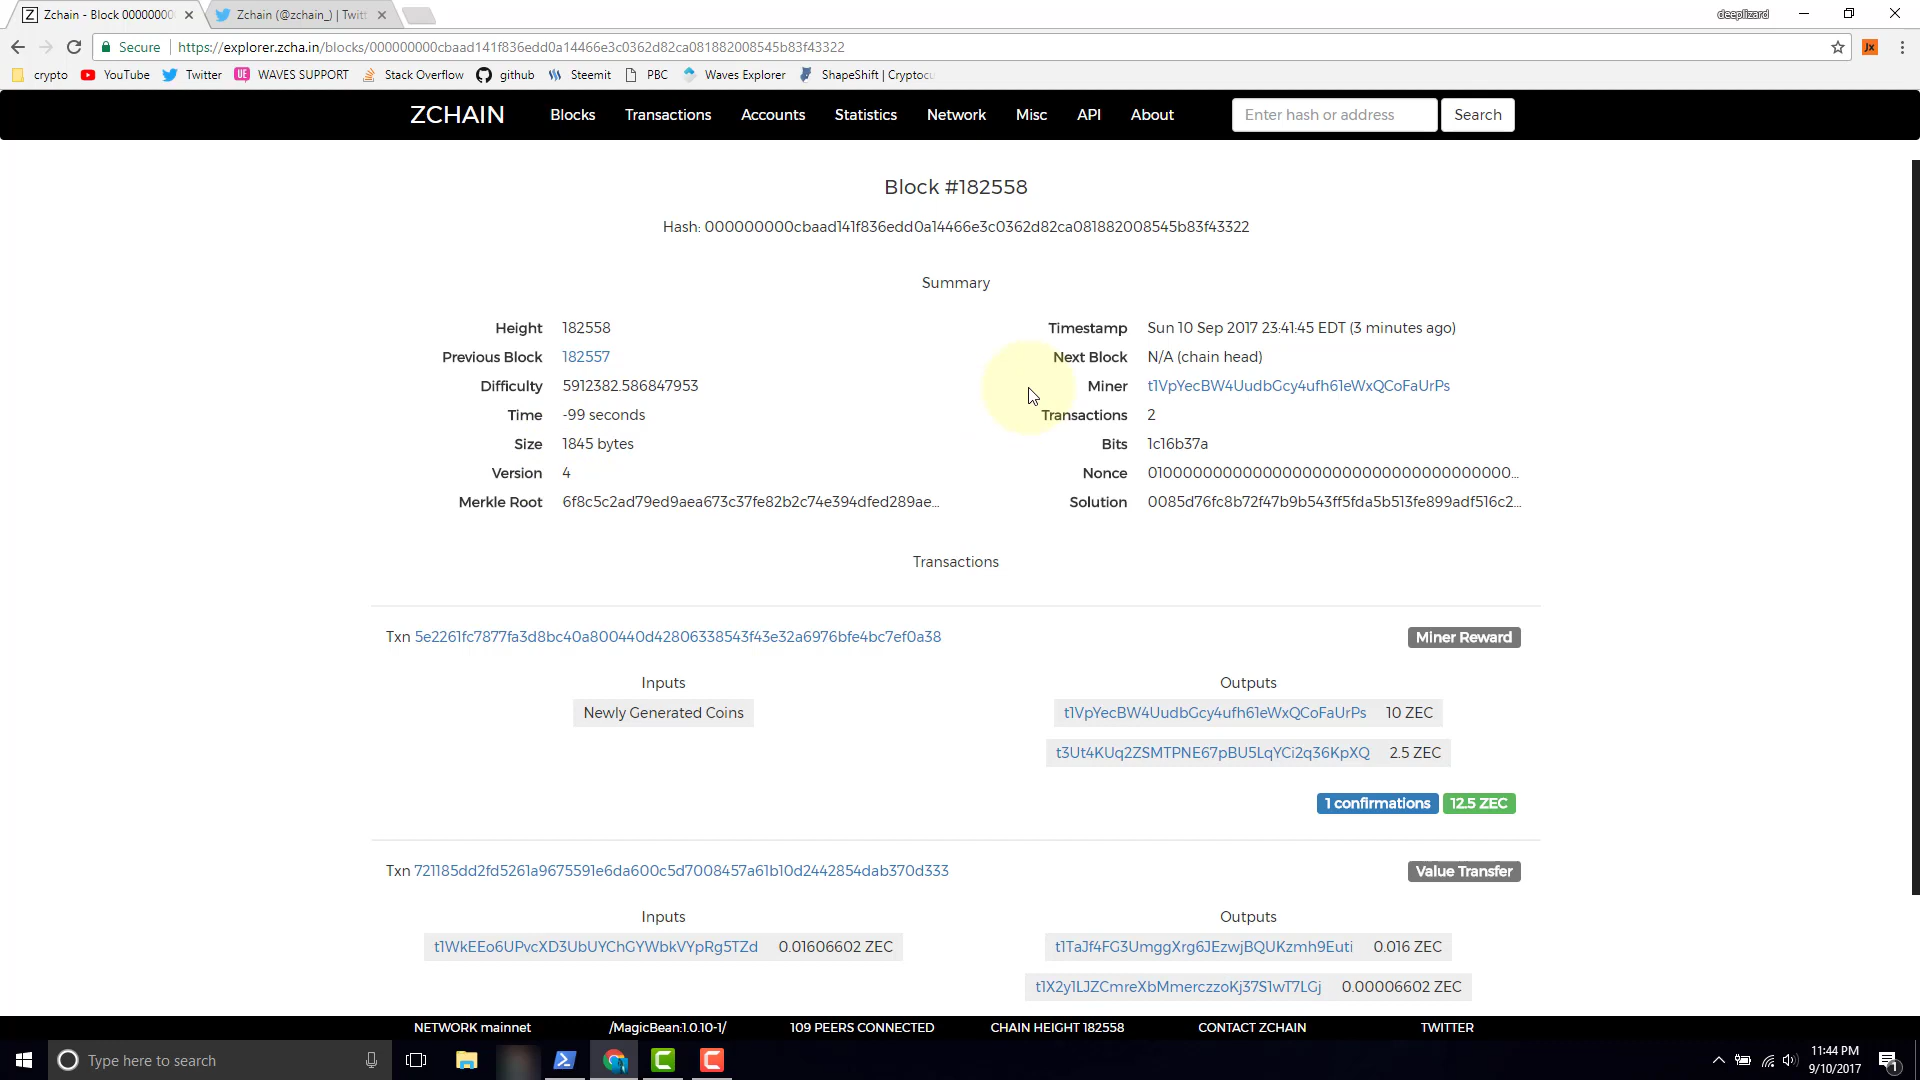 Zchain - Block 00000000
Zchain (@zchain_) | Twitt
deeplizard
Secure
https://explorer.zcha.in/blocks/000000000cbaad141f836edd0a14466e3c0362d82ca081882008545b83f43322
Jx
crypto YouTube Twitter UE WAVES SUPPORT Stack Overflow github Steemit PBC Waves Explorer ShapeShift | Cryptocu
ZCHAIN Blocks Transactions Accounts Statistics Network Misc API About Enter hash or address Search
Block #182558
Hash: 000000000cbaad141f836edd0a14466e3c0362d82ca081882008545b83f43322
Summary
Height 182558
Timestamp Sun 10 Sep 2017 23:41:45 EDT (3 minutes ago)
Previous Block 182557
Next Block N/A (chain head)
Difficulty 5912382.586847953
Miner t1VpYecBW4UudbGcy4ufh61eWxQCoFaUrPs
Time -99 seconds
Transactions 2
Size 1845 bytes
Bits 1c16b37a
Version 4
Nonce 0100000000000000000000000000000000000...
Merkle Root 6f8c5c2ad79ed9aea673c37fe82b2c74e394dfed289ae...
Solution 0085d76fc8b72f47b9b543ff5fda5b513fe899adf516c2...
Transactions
Txn 5e2261fc7877fa3d8bc40a800440d42806338543f43e32a6976bfe4bc7ef0a38
Miner Reward
Inputs
Outputs
Newly Generated Coins
t1VpYecBW4UudbGcy4ufh61eWxQCoFaUrPs 10 ZEC
t3Ut4KUq2ZSMTPNE67pBU5LqYCi2q36KpXQ 2.5 ZEC
1 confirmations 12.5 ZEC
Txn 721185dd2fd5261a9675591e6da600c5d7008457a61b10d2442854dab370d333
Value Transfer
Inputs
Outputs
t1WkEEo6UPvcXD3UbUYChGYWbkVYpRg5TZd 0.01606602 ZEC
t1TaJf4FG3UmggXrg6JEzwjBQUKzmh9Euti 0.016 ZEC
t1X2y1LJZCmreXbMmerczzoKj37S1wT7LGj 0.00006602 ZEC
NETWORK mainnet /MagicBean:1.0.10-1/ 109 PEERS CONNECTED CHAIN HEIGHT 182558 CONTACT ZCHAIN TWITTER
Type here to search
11:44 PM
9/10/2017
1